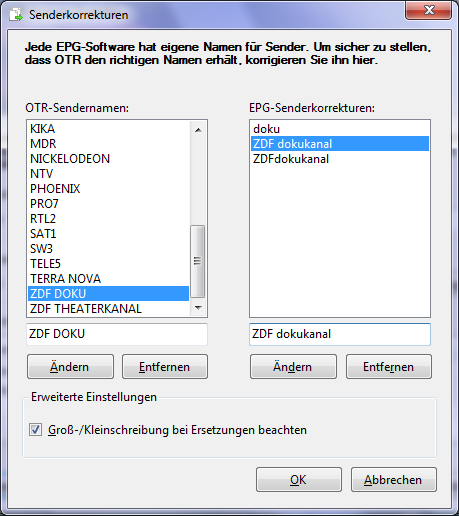 Senderkorrekturen
Jede EPG-Software hat eigene Namen für Sender. Um sicher zu stellen,
dass OTR den richtigen Namen erhält, korrigieren Sie ihn hier.
OTR-Sendernamen:
KIKA
MDR
NICKELODEON
NTV
PHOENIX
PRO7
RTL2
SAT1
SW3
TELE5
TERRA NOVA
ZDF DOKU
ZDF THEATERKANAL
ZDF DOKU
Ändern Entfernen
EPG-Senderkorrekturen:
doku
ZDF dokukanal
ZDFdokukanal
ZDF dokukanal
Ändern Entfernen
Erweiterte Einstellungen
Groß-/Kleinschreibung bei Ersetzungen beachten
OK Abbrechen